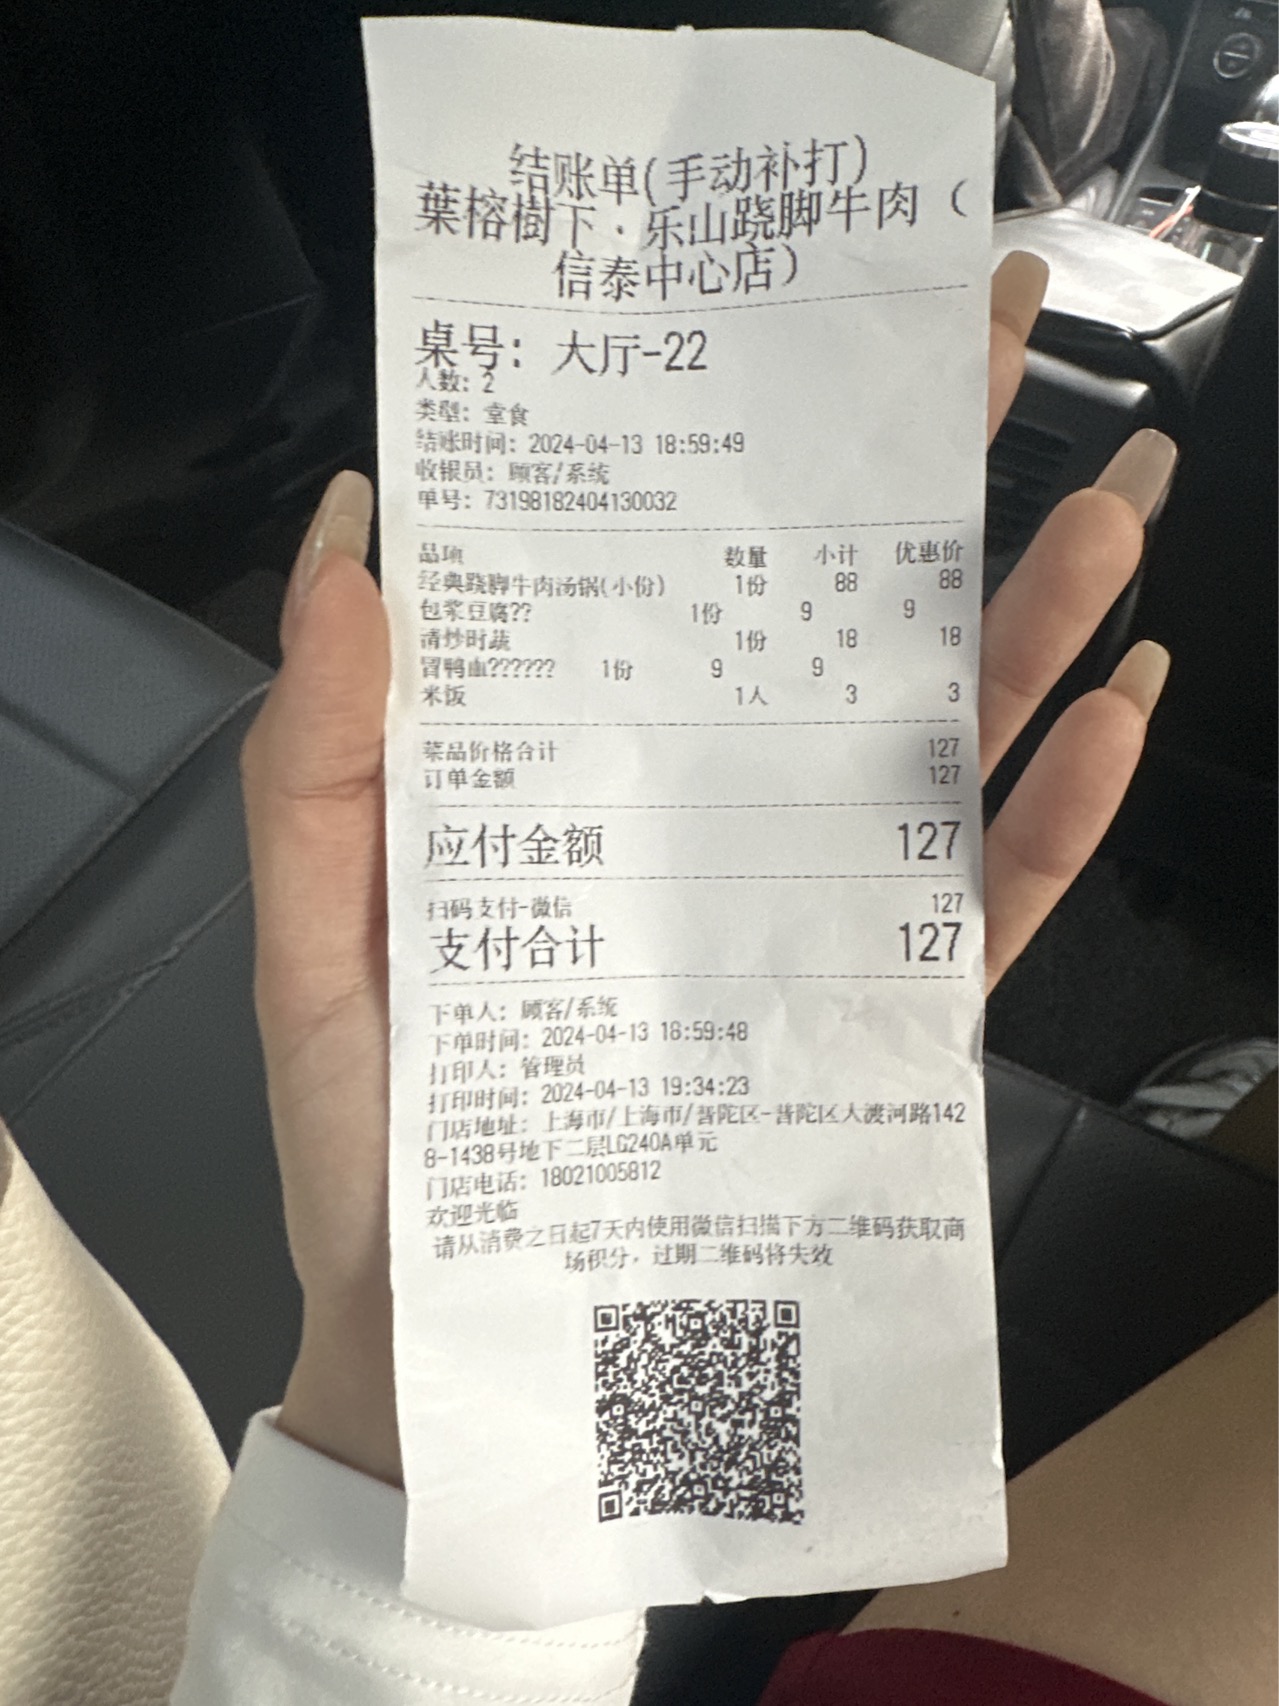 结账单(手动补打)
葉榕樹下·乐山跷脚牛肉（
信泰中心店）
桌号: 大厅-22
人数: 2
类型: 堂食
结账时间: 2024-04-13 18:59:49
收银员: 顾客/系统
单号: 73198182404130032
品项 数量 小计 优惠价
经典跷脚牛肉汤锅(小份) 1份 88 88
包浆豆腐?? 1份 9 9
清炒时蔬 1份 18 18
冒鸭血?????? 1份 9 9
米饭 1人 3 3
菜品价格合计 127
订单金额 127
应付金额 127
扫码支付-微信 127
支付合计 127
下单人: 顾客/系统
下单时间: 2024-04-13 18:59:48
打印人: 管理员
打印时间: 2024-04-13 19:34:23
门店地址: 上海市/上海市/普陀区-普陀区大渡河路142
8-1438号地下二层LG240A单元
门店电话: 18021005812
欢迎光临
请从消费之日起7天内使用微信扫描下方二维码获取商
场积分，过期二维码将失效